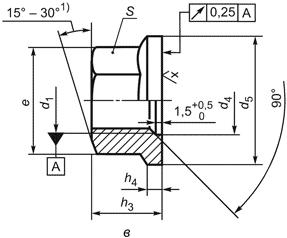 15° – 30°¹⁾
S
0,25 A
x
e
d₁
1,5 +0,5 0
d₄
d₅
90°
A
h₄
h₃
в